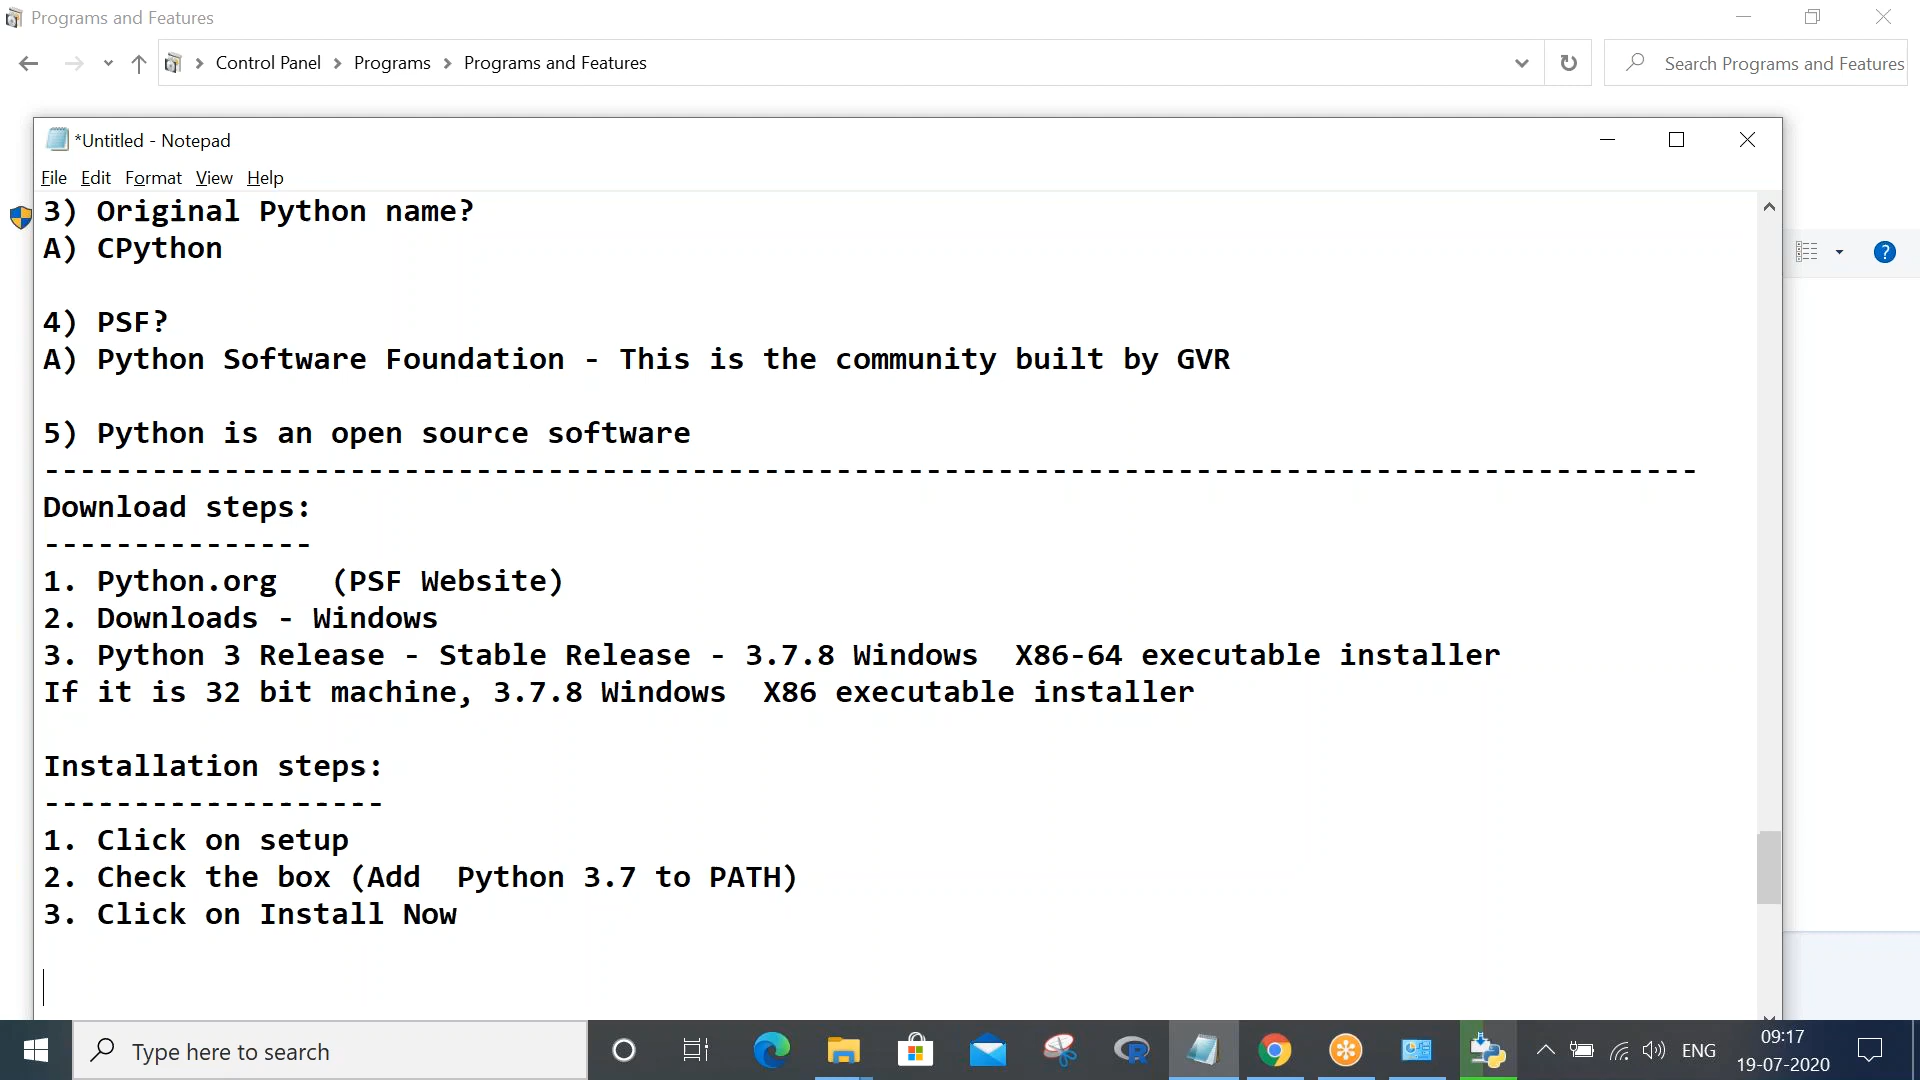 Programs and Features
Control Panel > Programs > Programs and Features
Search Programs and Features
*Untitled - Notepad
File Edit Format View Help
3) Original Python name?
A) CPython
4) PSF?
A) Python Software Foundation - This is the community built by GVR
5) Python is an open source software
--------------------------------------------------------------------------------------------
Download steps:
---------------
1. Python.org   (PSF Website)
2. Downloads - Windows
3. Python 3 Release - Stable Release - 3.7.8 Windows  X86-64 executable installer
If it is 32 bit machine, 3.7.8 Windows  X86 executable installer
Installation steps:
-------------------
1. Click on setup
2. Check the box (Add  Python 3.7 to PATH)
3. Click on Install Now
Type here to search
R
ENG
09:17
19-07-2020